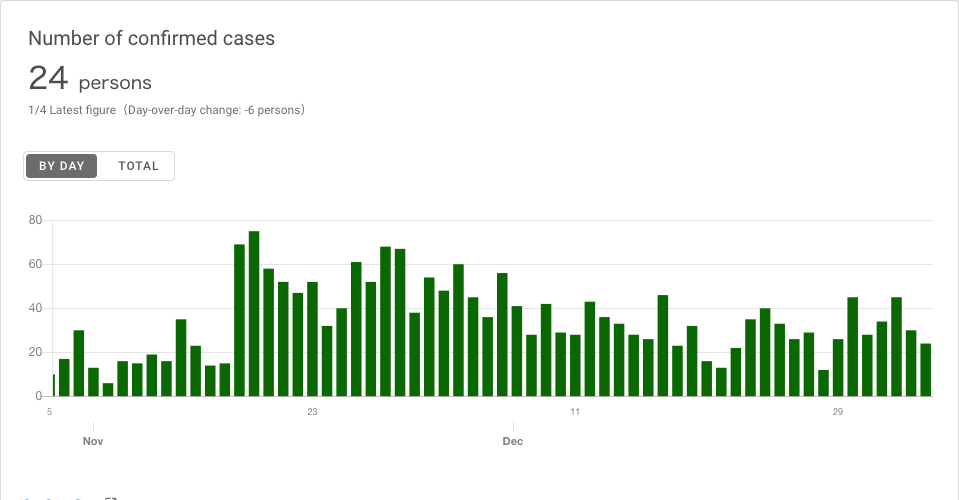 Number of confirmed cases
24 persons
1/4 Latest figure（Day-over-day change: -6 persons）
BY DAY TOTAL
80
60
40
20
0
5 23 11 29
Nov Dec